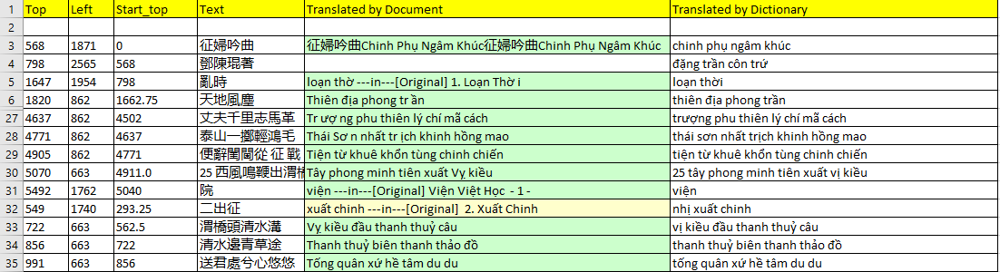 1 Top Left Start_top Text Translated by Document Translated by Dictionary
2
3 568 1871 0 征婦吟曲 征婦吟曲Chinh Phụ Ngâm Khúc征婦吟曲Chinh Phụ Ngâm Khúc chinh phụ ngâm khúc
4 798 2565 568 鄧陳琨著 đặng trần côn trứ
5 1647 1954 798 亂時 loạn thờ ---in---[Original] 1. Loạn Thờ i loạn thời
6 1820 862 1662.75 天地風塵 Thiên địa phong tr ần thiên địa phong trần
27 4637 862 4502 丈夫千里志馬革 Tr ượ ng phu thiên lý chí mã cách trượng phu thiên lý chí mã cách
28 4771 862 4637 泰山一擲輕鴻毛 Thái Sơ n nhất tr ịch khinh hồng mao thái sơn nhất trịch khinh hồng mao
29 4905 862 4771 便辭閨閫從 征 戰 Tiện từ khuê khổn tùng chinh chiến tiện từ khuê khổn tùng chinh chiến
30 5070 663 4911.0 25 西風鳴鞭出渭橋 Tây phong minh tiên xuất Vỵ kiều 25 tây phong minh tiên xuất vị kiều
31 5492 1762 5040 院 viện ---in---[Original] Viện Việt Học - 1 - viện
32 549 1740 293.25 二出征 xuất chinh ---in---[Original] 2. Xuất Chinh nhị xuất chinh
33 722 663 562.5 渭橋頭清水溝 Vỵ kiều đầu thanh thuỷ câu vị kiều đầu thanh thuỷ câu
34 856 663 722 清水邊青草途 Thanh thuỷ biên thanh thảo đồ thanh thuỷ biên thanh thảo đồ
35 991 663 856 送君處兮心悠悠 Tống quân xứ hề tâm du du tống quân xứ hề tâm du du